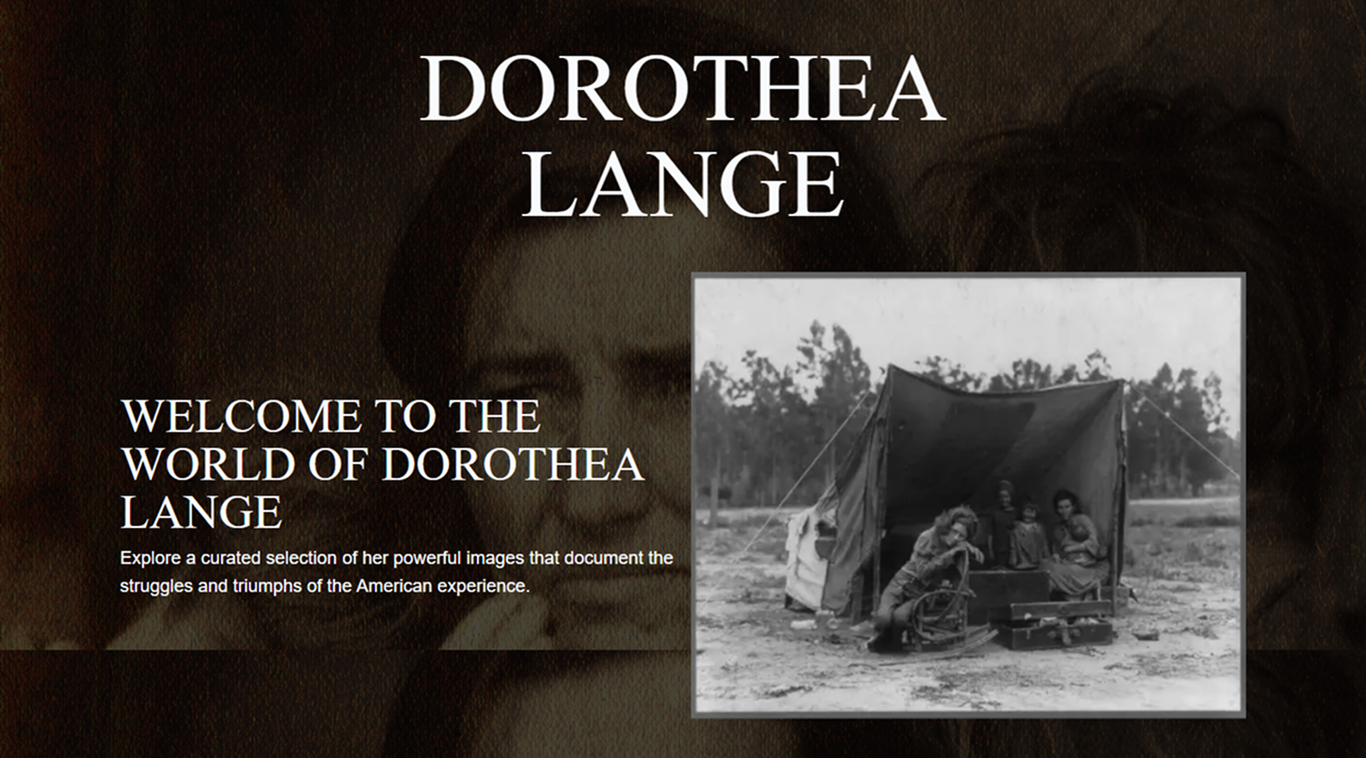 DOROTHEA
LANGE
WELCOME TO THE
WORLD OF DOROTHEA
LANGE
Explore a curated selection of her powerful images that document the
struggles and triumphs of the American experience.